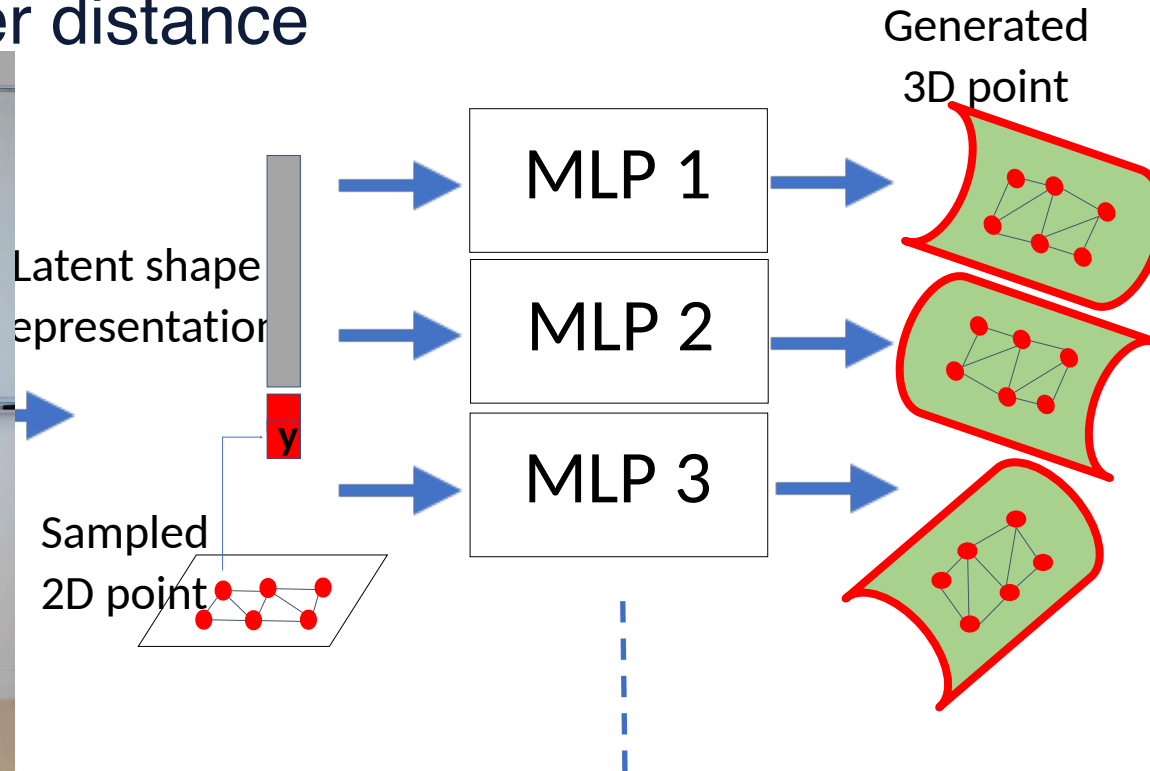 er distance
Generated
3D point
MLP 1
Latent shape
epresentation
MLP 2
y
MLP 3
Sampled
2D point